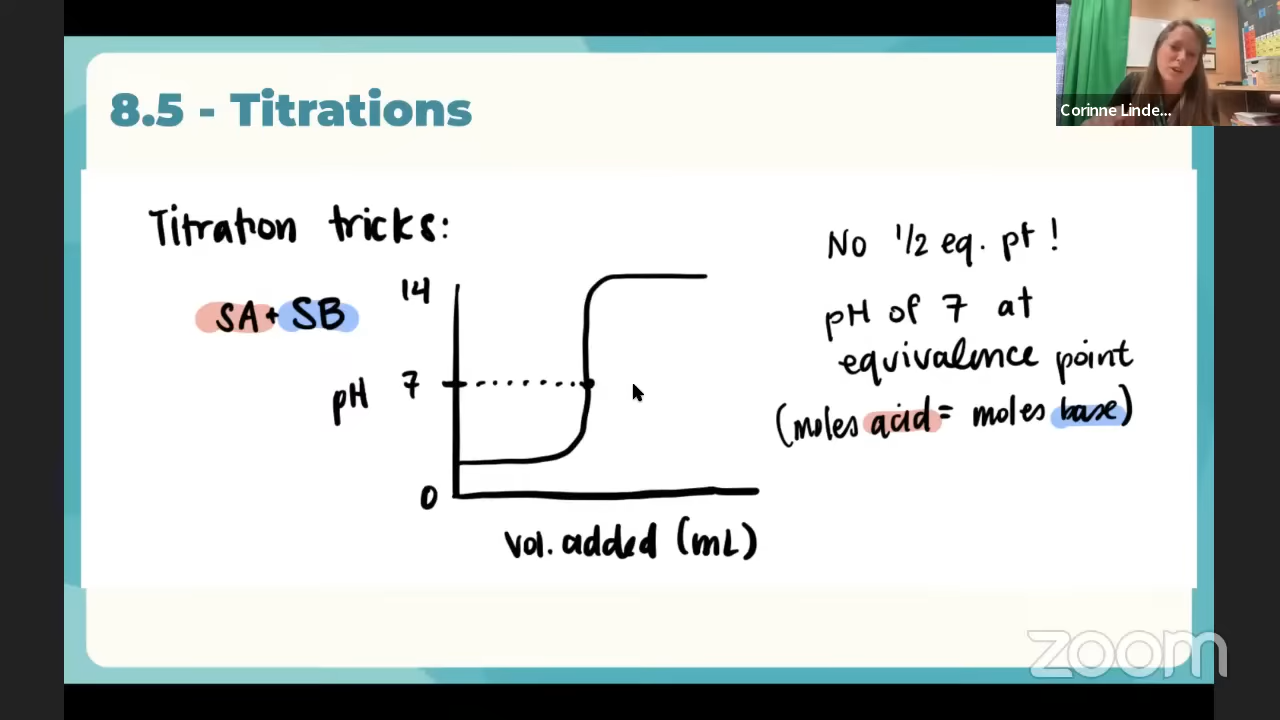 8.5 - Titrations
Corinne Linde...
Titration tricks:
SA + SB
14
7
pH
0
vol. added (mL)
No 1/2 eq. pt!
pH of 7 at
equivalence point
(moles acid = moles base)
zoom